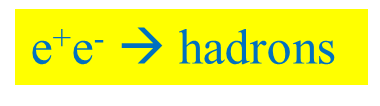 e⁺e⁻ → hadrons